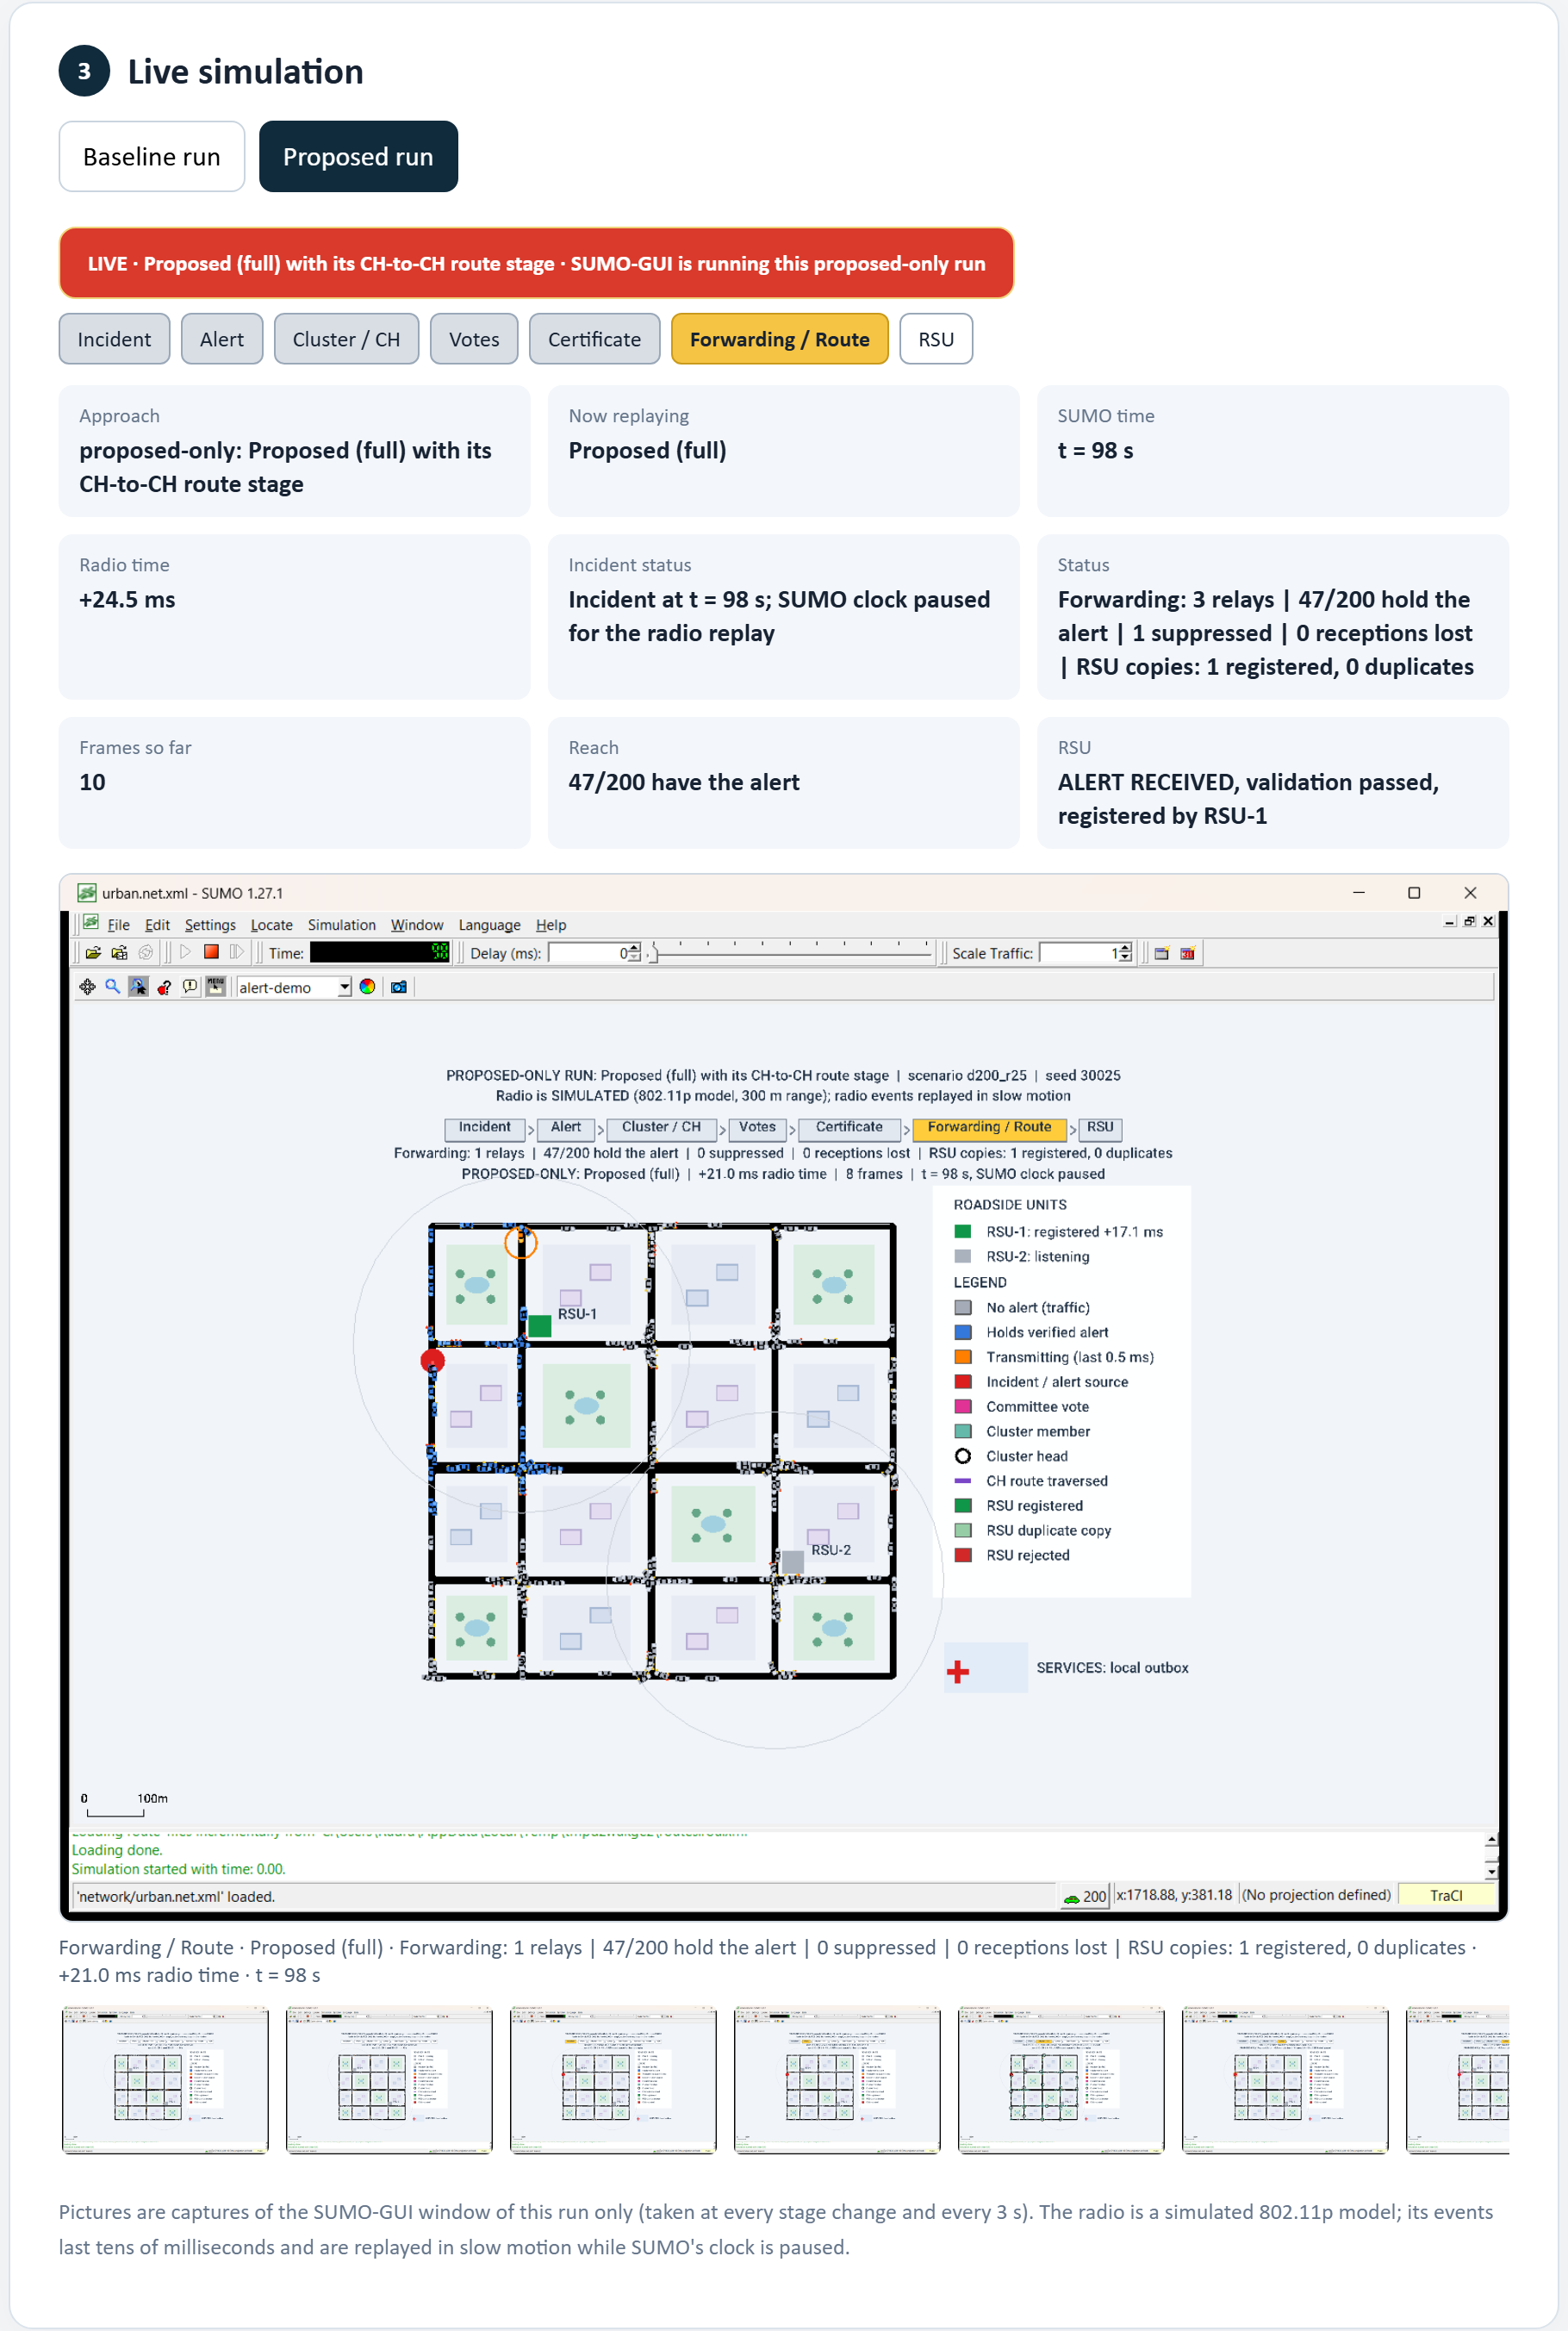 3 Live simulation
Baseline run
Proposed run
LIVE · Proposed (full) with its CH-to-CH route stage · SUMO-GUI is running this proposed-only run
Incident
Alert
Cluster / CH
Votes
Certificate
Forwarding / Route
RSU
Approach
proposed-only: Proposed (full) with its
CH-to-CH route stage
Now replaying
Proposed (full)
SUMO time
t = 98 s
Radio time
+24.5 ms
Incident status
Incident at t = 98 s; SUMO clock paused
for the radio replay
Status
Forwarding: 3 relays | 47/200 hold the
alert | 1 suppressed | 0 receptions lost
| RSU copies: 1 registered, 0 duplicates
Frames so far
10
Reach
47/200 have the alert
RSU
ALERT RECEIVED, validation passed,
registered by RSU-1
urban.net.xml - SUMO 1.27.1
File Edit Settings Locate Simulation Window Language Help
Time: 98 Delay (ms): 0 Scale Traffic: 1
alert-demo
PROPOSED-ONLY RUN: Proposed (full) with its CH-to-CH route stage | scenario d200_r25 | seed 30025
Radio is SIMULATED (802.11p model, 300 m range); radio events replayed in slow motion
Incident > Alert > Cluster / CH > Votes > Certificate > Forwarding / Route > RSU
Forwarding: 1 relays | 47/200 hold the alert | 0 suppressed | 0 receptions lost | RSU copies: 1 registered, 0 duplicates
PROPOSED-ONLY: Proposed (full) | +21.0 ms radio time | 8 frames | t = 98 s, SUMO clock paused
ROADSIDE UNITS
RSU-1: registered +17.1 ms
RSU-2: listening
LEGEND
No alert (traffic)
Holds verified alert
Transmitting (last 0.5 ms)
Incident / alert source
Committee vote
Cluster member
Cluster head
CH route traversed
RSU registered
RSU duplicate copy
RSU rejected
RSU-1
RSU-2
SERVICES: local outbox
0 100m
Loading done.
Simulation started with time: 0.00.
'network/urban.net.xml' loaded.
200
x:1718.88, y:381.18
(No projection defined)
TraCI
Forwarding / Route · Proposed (full) · Forwarding: 1 relays | 47/200 hold the alert | 0 suppressed | 0 receptions lost | RSU copies: 1 registered, 0 duplicates ·
+21.0 ms radio time · t = 98 s
Pictures are captures of the SUMO-GUI window of this run only (taken at every stage change and every 3 s). The radio is a simulated 802.11p model; its events
last tens of milliseconds and are replayed in slow motion while SUMO's clock is paused.